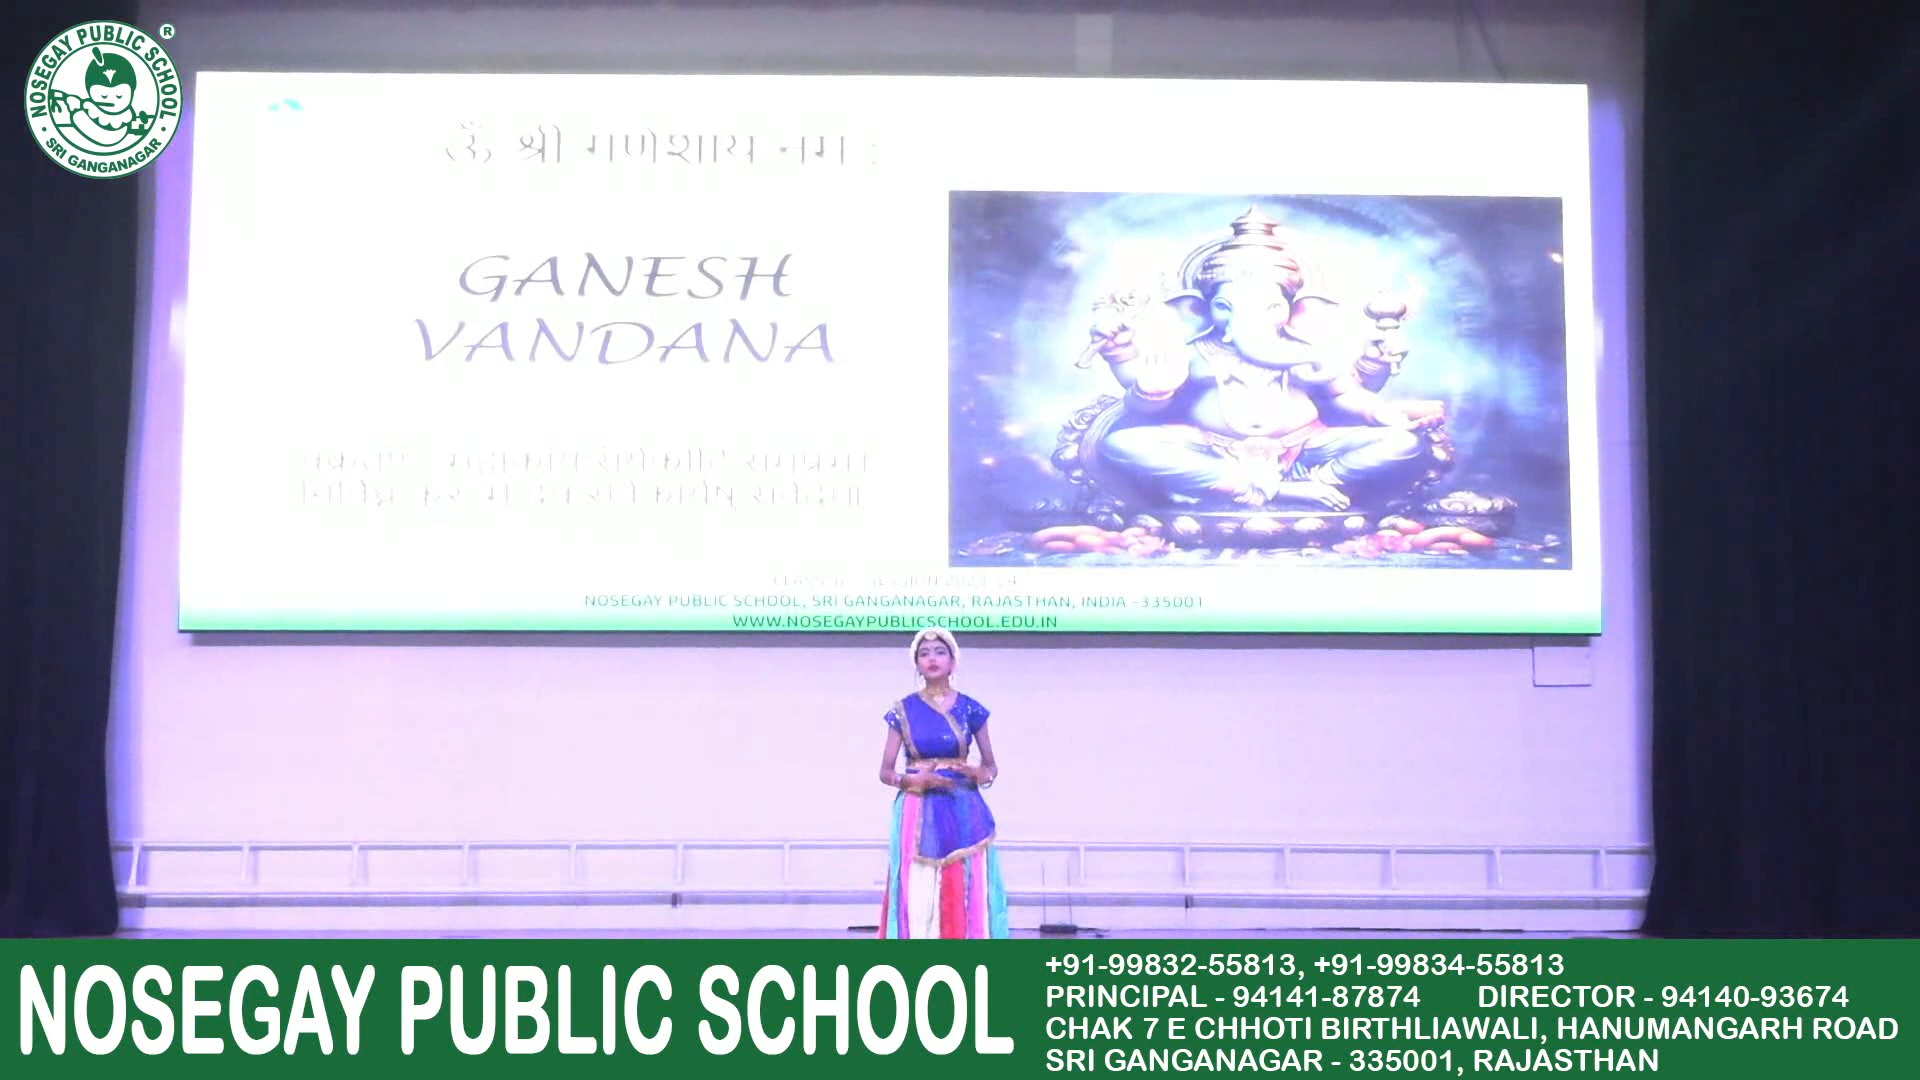 NOSEGAY PUBLIC SCHOOL
®
• SRI GANGANAGAR •
ॐ श्री गणेशाय नम :
GANESH
VANDANA
NOSEGAY PUBLIC SCHOOL, SRI GANGANAGAR, RAJASTHAN, INDIA -335001
WWW.NOSEGAYPUBLICSCHOOL.EDU.IN
NOSEGAY PUBLIC SCHOOL
+91-99832-55813, +91-99834-55813
PRINCIPAL - 94141-87874 DIRECTOR - 94140-93674
CHAK 7 E CHHOTI BIRTHLIAWALI, HANUMANGARH ROAD
SRI GANGANAGAR - 335001, RAJASTHAN